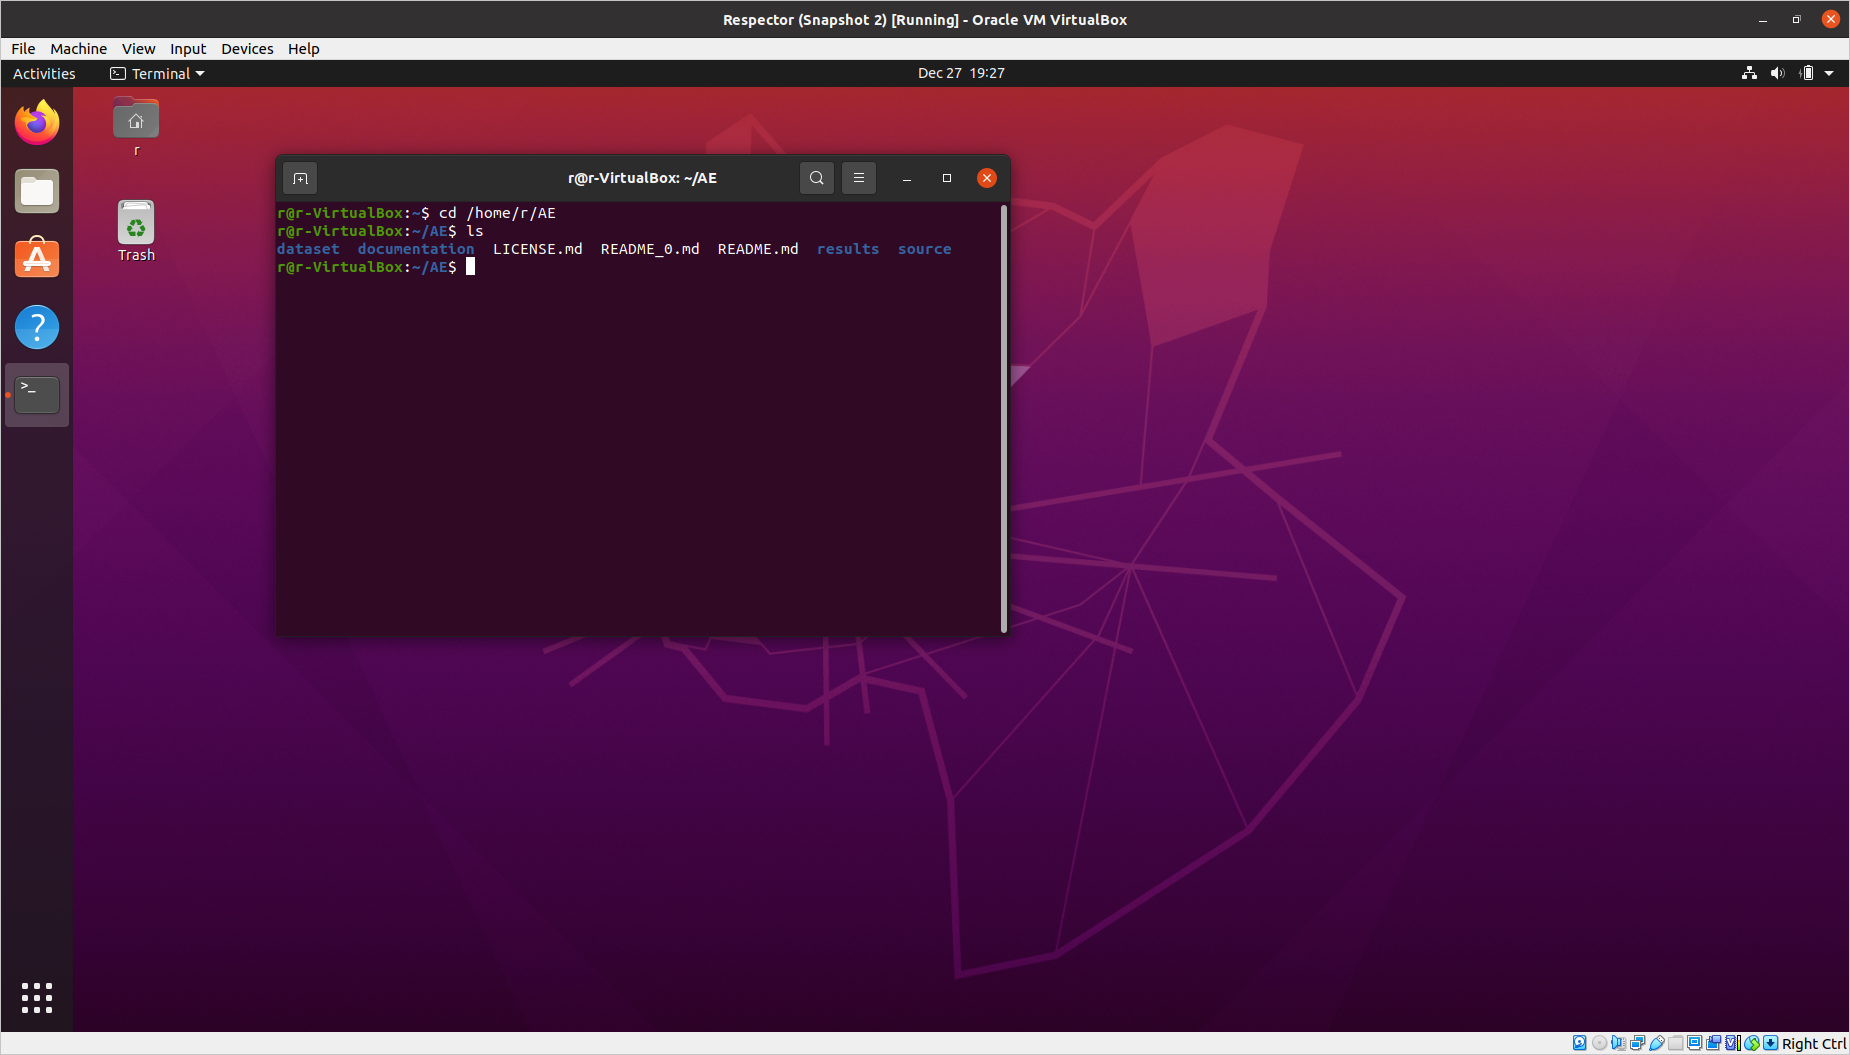 Respector (Snapshot 2) [Running] - Oracle VM VirtualBox
File Machine View Input Devices Help
Activities Terminal Dec 27 19:27
r
Trash
r@r-VirtualBox: ~/AE
r@r-VirtualBox:~$ cd /home/r/AE
r@r-VirtualBox:~/AE$ ls
dataset documentation LICENSE.md README_0.md README.md results source
r@r-VirtualBox:~/AE$
Right Ctrl